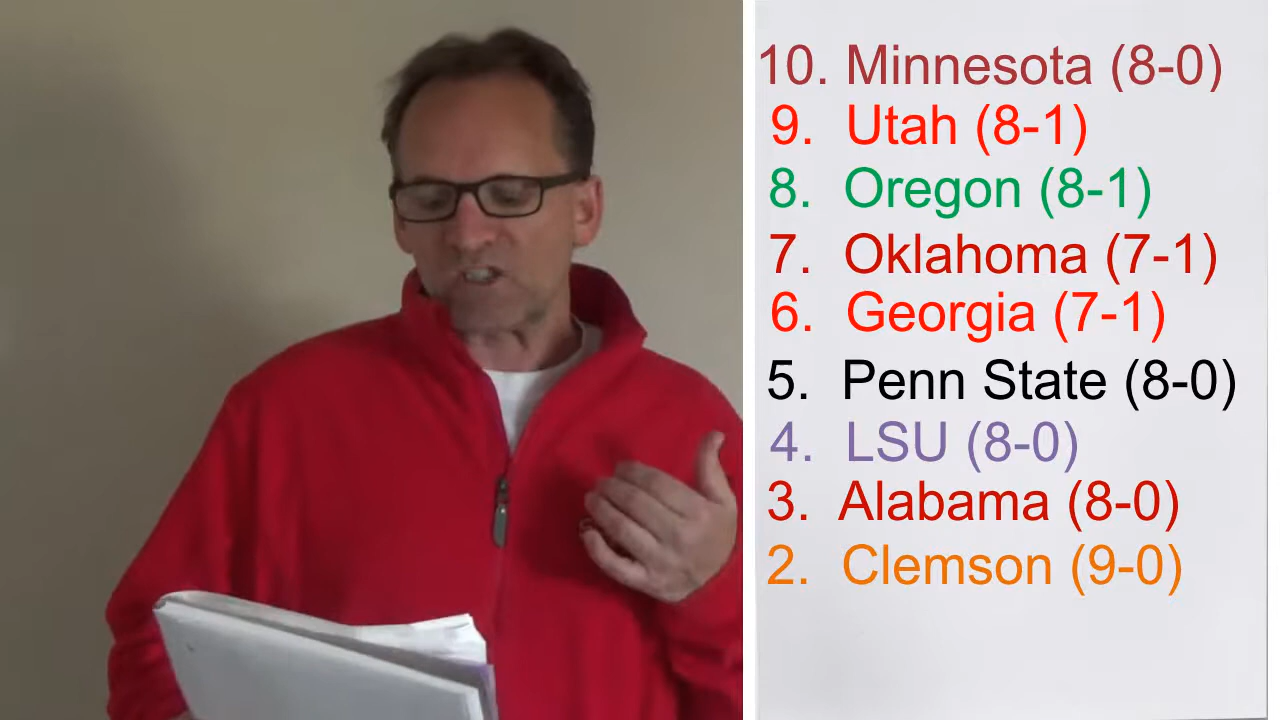 10. Minnesota (8-0)
9. Utah (8-1)
8. Oregon (8-1)
7. Oklahoma (7-1)
6. Georgia (7-1)
5. Penn State (8-0)
4. LSU (8-0)
3. Alabama (8-0)
2. Clemson (9-0)